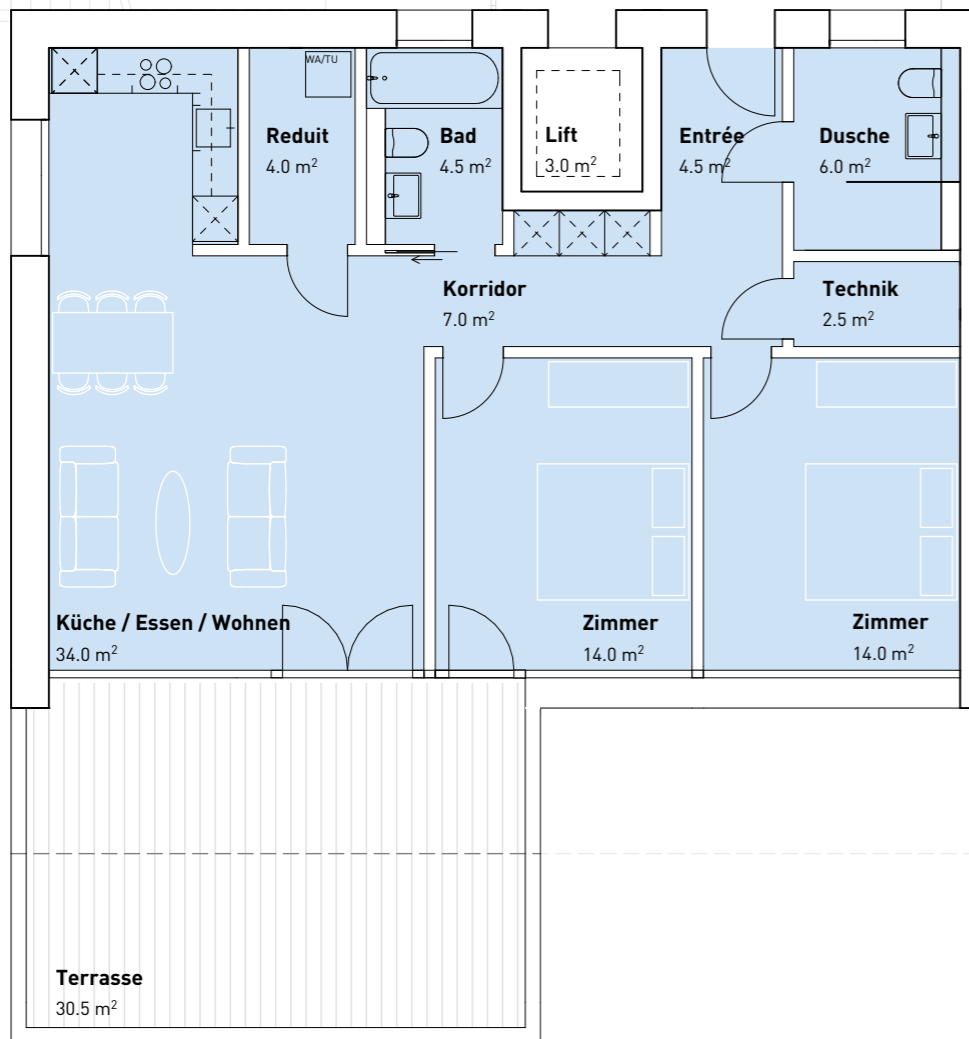 WA/TU
Reduit
4.0 m²
Bad
4.5 m²
Lift
3.0 m²
Entrée
4.5 m²
Dusche
6.0 m²
Korridor
7.0 m²
Technik
2.5 m²
Küche / Essen / Wohnen
34.0 m²
Zimmer
14.0 m²
Zimmer
14.0 m²
Terrasse
30.5 m²